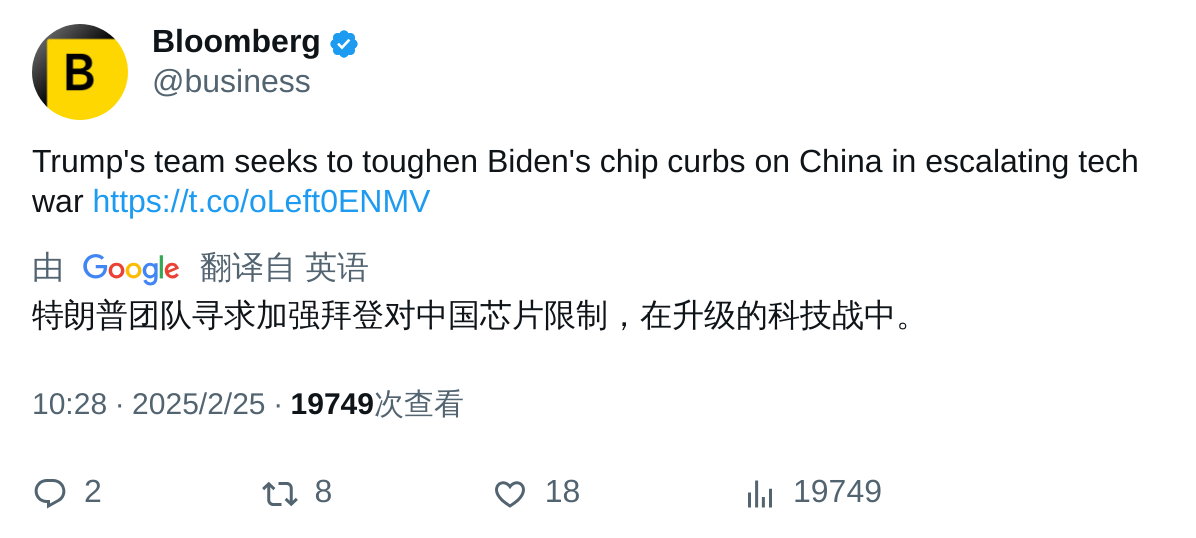 B
Bloomberg
@business
Trump's team seeks to toughen Biden's chip curbs on China in escalating tech
war https://t.co/oLeft0ENMV
由 Google 翻译自 英语
特朗普团队寻求加强拜登对中国芯片限制，在升级的科技战中。
10:28 · 2025/2/25 · 19749次查看
2 8 18 19749